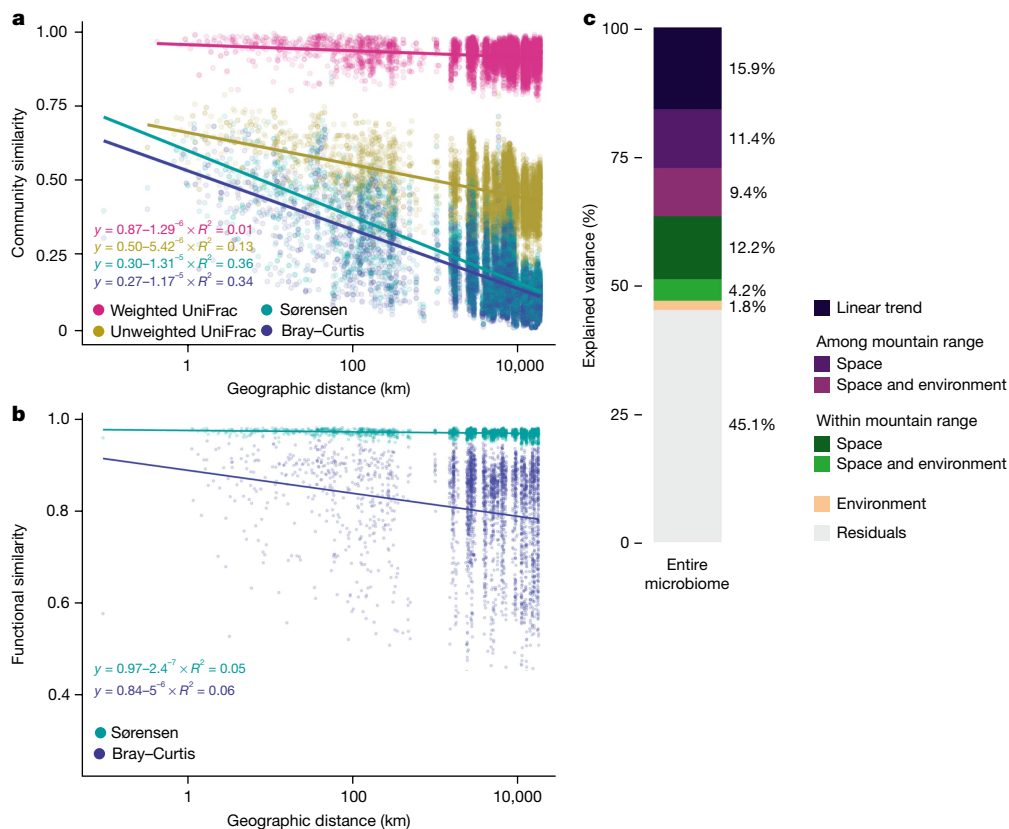 a
Community similarity
1.00
0.75
0.50
0.25
0
y = 0.87–1.29⁻⁶ × R² = 0.01
y = 0.50–5.42⁻⁶ × R² = 0.13
y = 0.30–1.31⁻⁵ × R² = 0.36
y = 0.27–1.17⁻⁵ × R² = 0.34
Weighted UniFrac
Sørensen
Unweighted UniFrac
Bray–Curtis
1
100
10,000
Geographic distance (km)
b
Functional similarity
1.0
0.8
0.6
0.4
y = 0.97–2.4⁻⁷ × R² = 0.05
y = 0.84–5⁻⁶ × R² = 0.06
Sørensen
Bray–Curtis
1
100
10,000
Geographic distance (km)
c
Explained variance (%)
100
75
50
25
0
15.9%
11.4%
9.4%
12.2%
4.2%
1.8%
45.1%
Entire
microbiome
Linear trend
Among mountain range
Space
Space and environment
Within mountain range
Space
Space and environment
Environment
Residuals